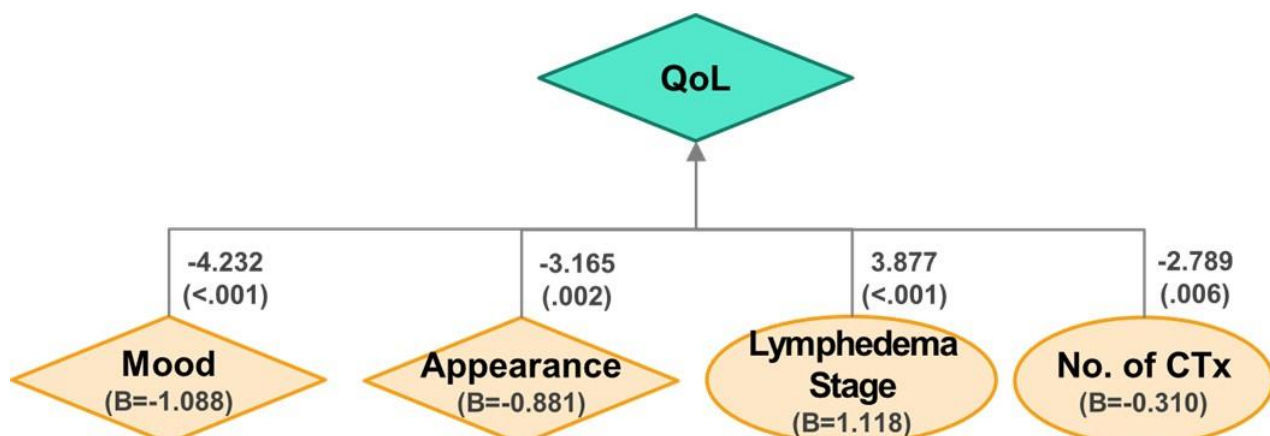 QoL
-4.232
(<.001)
-3.165
(.002)
3.877
(<.001)
-2.789
(.006)
Mood
(B=-1.088)
Appearance
(B=-0.881)
Lymphedema
Stage
(B=1.118)
No. of CTx
(B=-0.310)